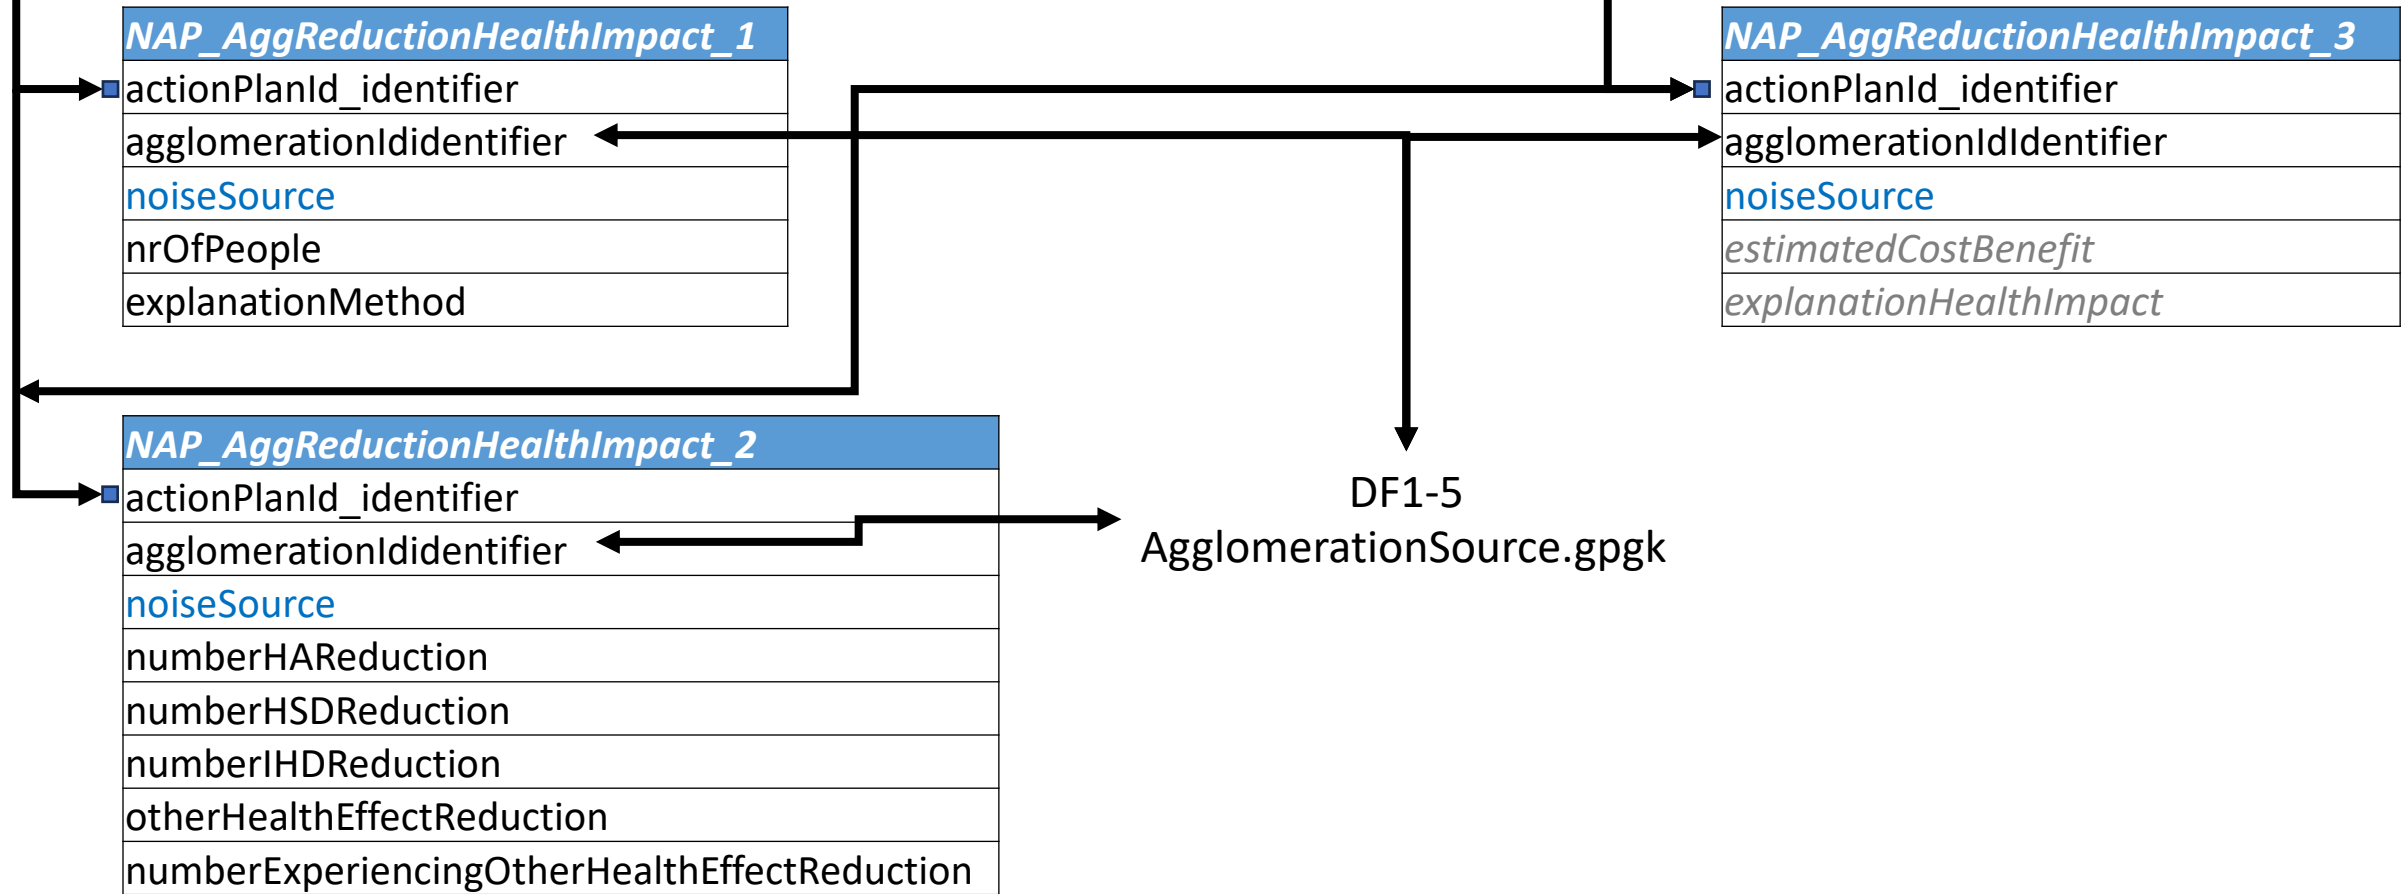 NAP_AggReductionHealthImpact_1
actionPlanId_identifier
agglomerationIdidentifier
noiseSource
nrOfPeople
explanationMethod
NAP_AggReductionHealthImpact_3
actionPlanId_identifier
agglomerationIdIdentifier
noiseSource
estimatedCostBenefit
explanationHealthImpact
NAP_AggReductionHealthImpact_2
actionPlanId_identifier
agglomerationIdidentifier
noiseSource
numberHAReduction
numberHSDReduction
numberIHDReduction
otherHealthEffectReduction
numberExperiencingOtherHealthEffectReduction
DF1-5
AgglomerationSource.gpgk